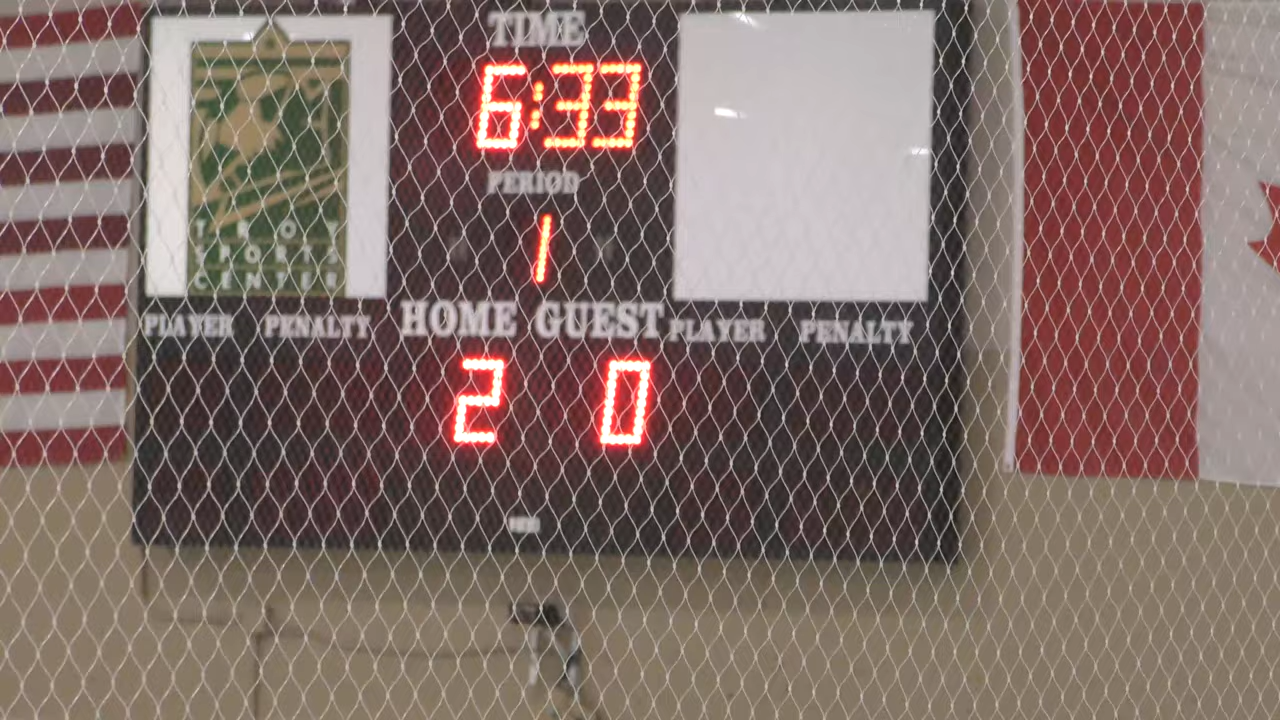 TIME
6:33
PERIOD
1
TROY
SPORTS
CENTER
HOME GUEST
PLAYER PENALTY
PLAYER PENALTY
2 0